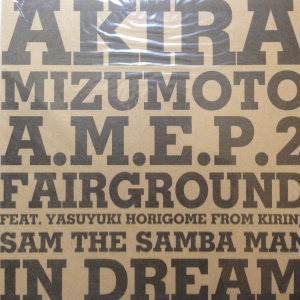 AKIRA
MIZUMOTO
A.M.E.P.2
FAIRGROUND
FEAT. YASUYUKI HORIGOME FROM KIRINJI
SAM THE SAMBA MAN
IN DREAM